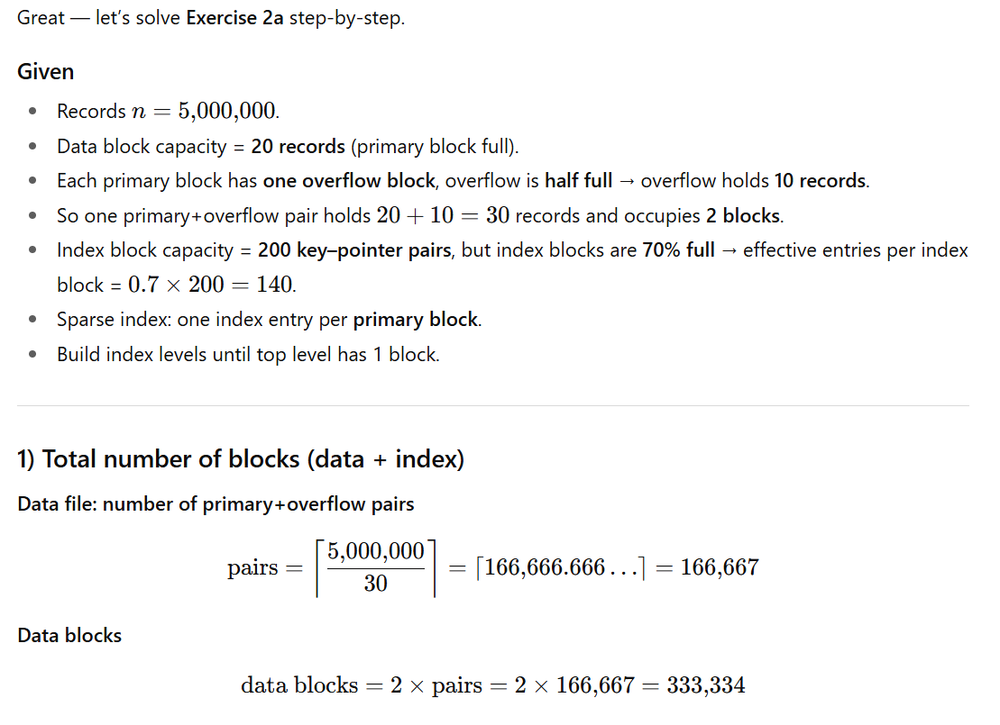 Great — let's solve Exercise 2a step-by-step.
Given
• Records n = 5,000,000.
• Data block capacity = 20 records (primary block full).
• Each primary block has one overflow block, overflow is half full → overflow holds 10 records.
• So one primary+overflow pair holds 20 + 10 = 30 records and occupies 2 blocks.
• Index block capacity = 200 key–pointer pairs, but index blocks are 70% full → effective entries per index
block = 0.7 × 200 = 140.
• Sparse index: one index entry per primary block.
• Build index levels until top level has 1 block.
1) Total number of blocks (data + index)
Data file: number of primary+overflow pairs
pairs = ⌈5,000,000/30⌉ = ⌈166,666.666...⌉ = 166,667
Data blocks
data blocks = 2 × pairs = 2 × 166,667 = 333,334